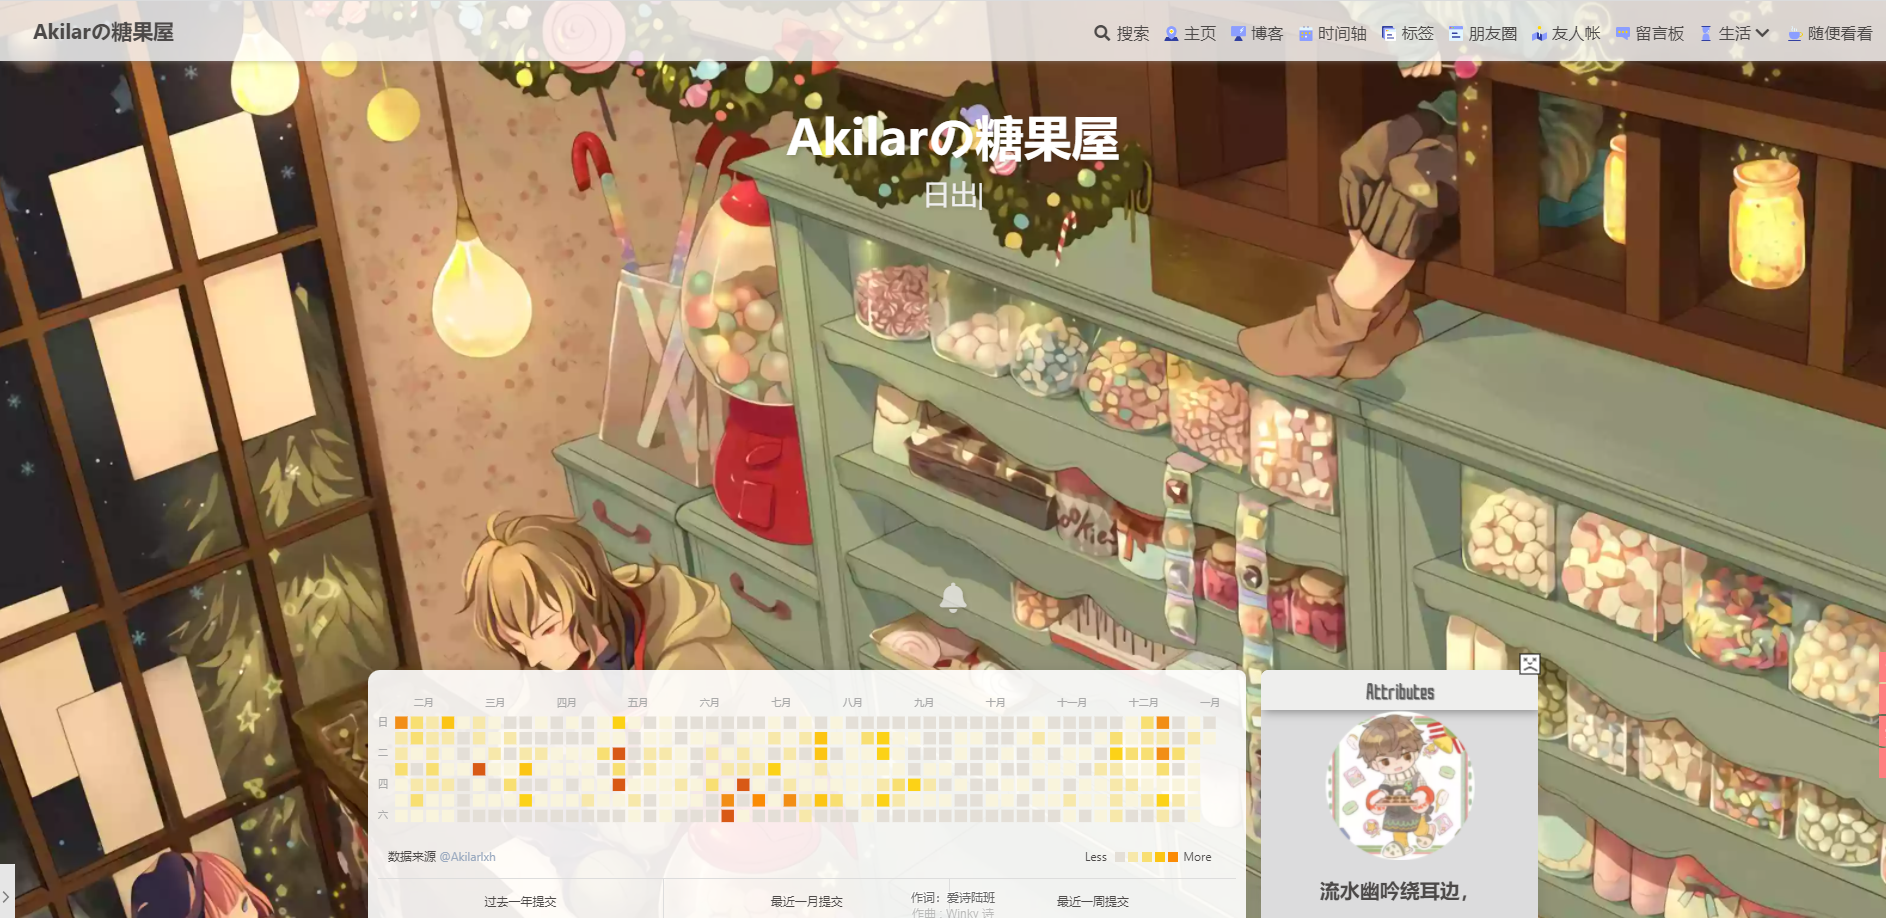 Akilarの糖果屋
搜索 主页 博客 时间轴 标签 朋友圈 友人帐 留言板 生活 随便看看
Akilarの糖果屋
日出|
ookies
二月 三月 四月 五月 六月 七月 八月 九月 十月 十一月 十二月 一月
日
二
四
六
数据来源 @Akilarlxh
Less More
过去一年提交 最近一月提交 最近一周提交
作词：爱诗陆班
作曲：Winky 诗
Attributes
流水幽吟绕耳边，